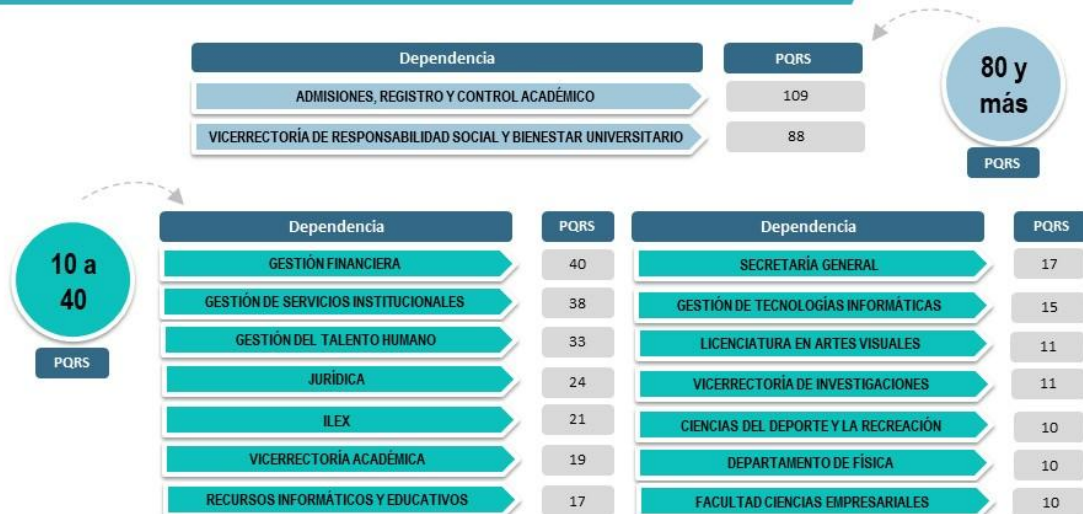 Dependencia PQRS
80 y
más
PQRS
ADMISIONES, REGISTRO Y CONTROL ACADÉMICO 109
VICERRECTORÍA DE RESPONSABILIDAD SOCIAL Y BIENESTAR UNIVERSITARIO 88
10 a
40
PQRS
Dependencia PQRS
GESTIÓN FINANCIERA 40
GESTIÓN DE SERVICIOS INSTITUCIONALES 38
GESTIÓN DEL TALENTO HUMANO 33
JURÍDICA 24
ILEX 21
VICERRECTORÍA ACADÉMICA 19
RECURSOS INFORMÁTICOS Y EDUCATIVOS 17
Dependencia PQRS
SECRETARÍA GENERAL 17
GESTIÓN DE TECNOLOGÍAS INFORMÁTICAS 15
LICENCIATURA EN ARTES VISUALES 11
VICERRECTORÍA DE INVESTIGACIONES 11
CIENCIAS DEL DEPORTE Y LA RECREACIÓN 10
DEPARTAMENTO DE FÍSICA 10
FACULTAD CIENCIAS EMPRESARIALES 10